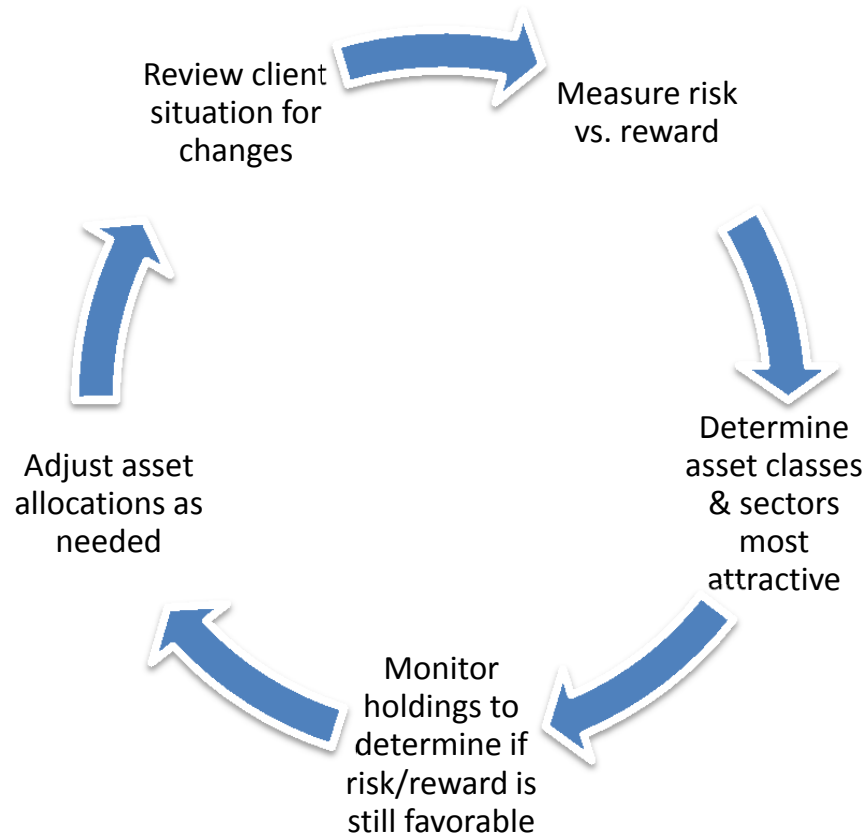 Review client
situation for
changes
Measure risk
vs. reward
Determine
asset classes
& sectors
most
attractive
Monitor
holdings to
determine if
risk/reward is
still favorable
Adjust asset
allocations as
needed